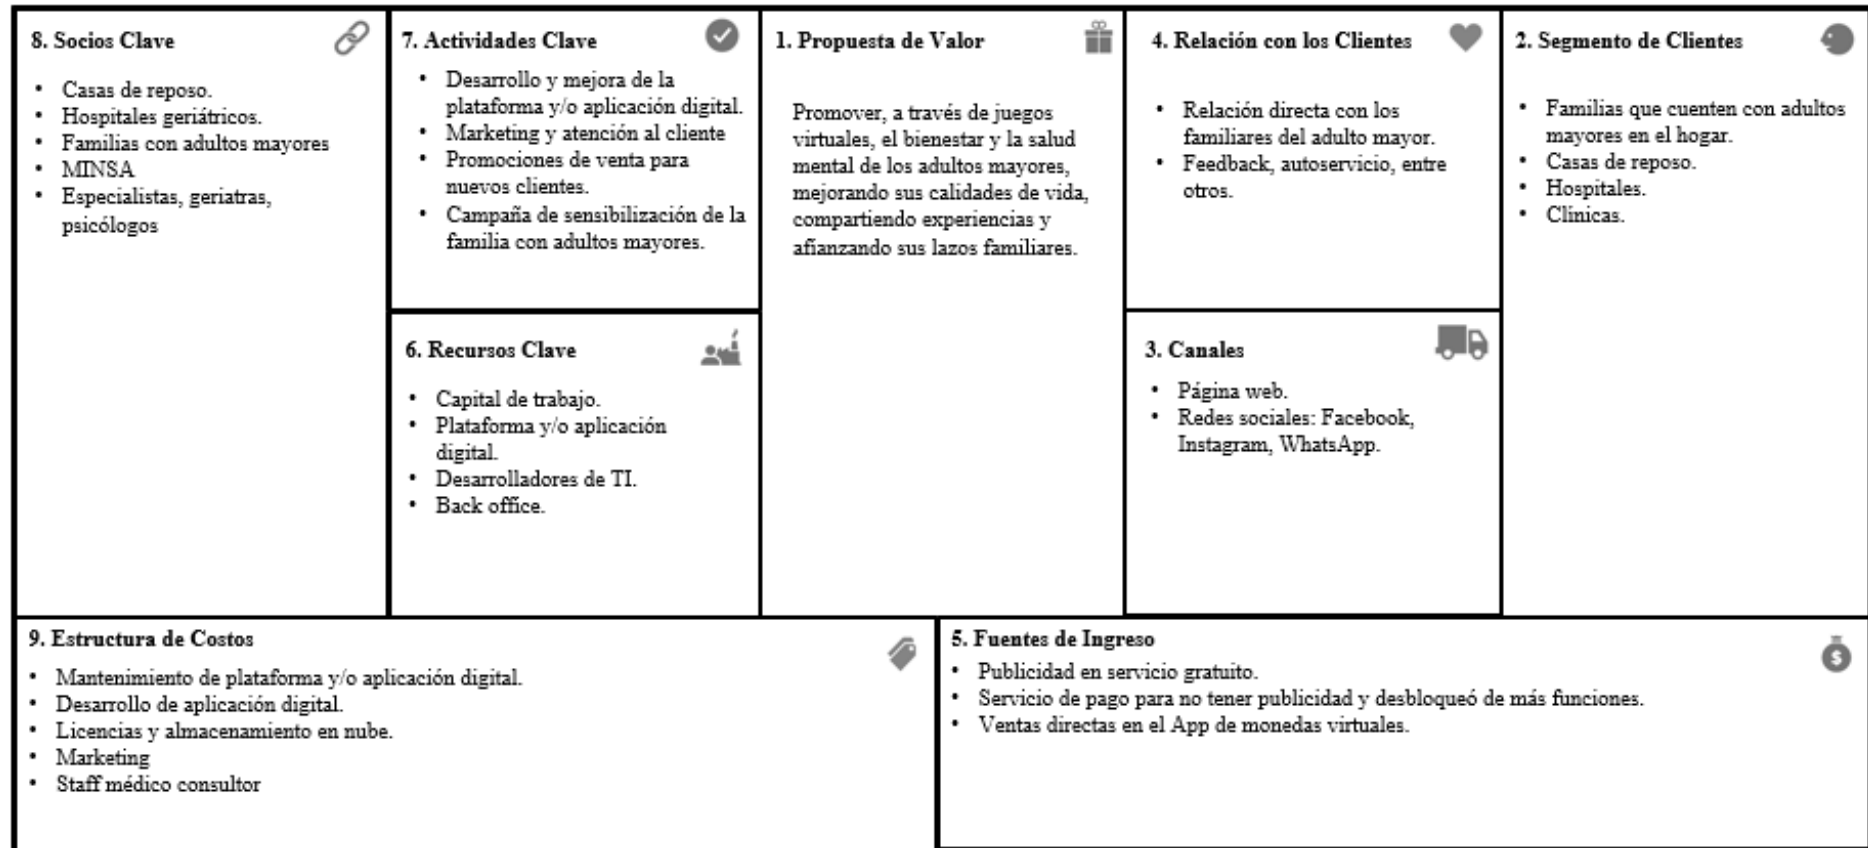 8. Socios Clave
• Casas de reposo.
• Hospitales geriátricos.
• Familias con adultos mayores
• MINSA
• Especialistas, geriatras,
psicólogos
7. Actividades Clave
• Desarrollo y mejora de la
plataforma y/o aplicación digital.
• Marketing y atención al cliente
• Promociones de venta para
nuevos clientes.
• Campaña de sensibilización de la
familia con adultos mayores.
6. Recursos Clave
• Capital de trabajo.
• Plataforma y/o aplicación
digital.
• Desarrolladores de TI.
• Back office.
1. Propuesta de Valor
Promover, a través de juegos
virtuales, el bienestar y la salud
mental de los adultos mayores,
mejorando sus calidades de vida,
compartiendo experiencias y
afianzando sus lazos familiares.
4. Relación con los Clientes
• Relación directa con los
familiares del adulto mayor.
• Feedback, autoservicio, entre
otros.
3. Canales
• Página web.
• Redes sociales: Facebook,
Instagram, WhatsApp.
2. Segmento de Clientes
• Familias que cuenten con adultos
mayores en el hogar.
• Casas de reposo.
• Hospitales.
• Clínicas.
9. Estructura de Costos
• Mantenimiento de plataforma y/o aplicación digital.
• Desarrollo de aplicación digital.
• Licencias y almacenamiento en nube.
• Marketing
• Staff médico consultor
5. Fuentes de Ingreso
• Publicidad en servicio gratuito.
• Servicio de pago para no tener publicidad y desbloqueó de más funciones.
• Ventas directas en el App de monedas virtuales.
$